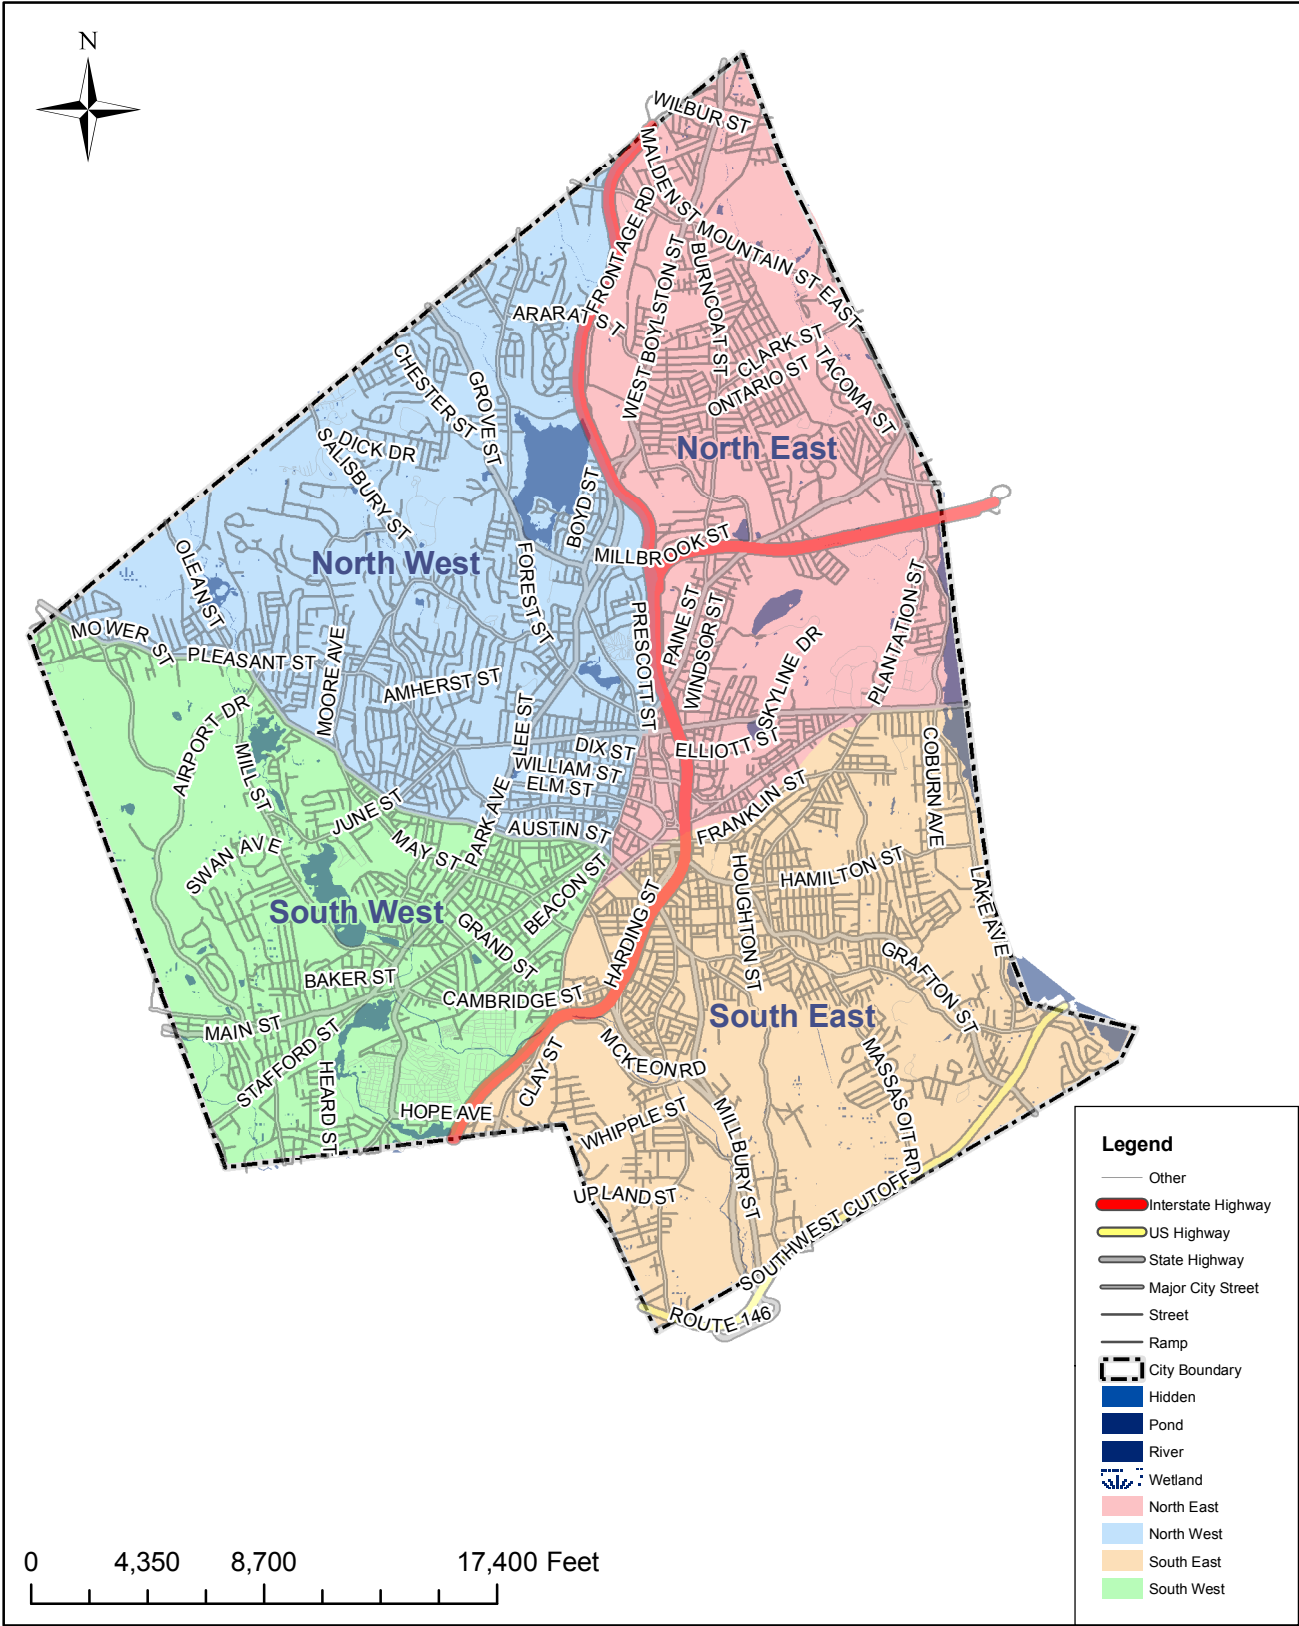 N
WILBUR ST
MALDEN ST
FRONTAGE RD
MOUNTAIN ST EAST
WEST BOYLSTON ST
BURNCOAT ST
ARARAT ST
CLARK ST
TACOMA ST
ONTARIO ST
CHESTER ST
GROVE ST
DICK DR
SALISBURY ST
North East
BOYD ST
OLEAN ST
North West
FOREST ST
MILLBROOK ST
PLANTATION ST
PAINE ST
WINDSOR ST
PRESCOTT ST
SKYLINE DR
MOWER ST
PLEASANT ST
MOORE AVE
AMHERST ST
LEE ST
AIRPORT DR
MILL ST
DIX ST
ELLIOTT ST
WILLIAM ST
ELM ST
COBURN AVE
JUNE ST
PARK AVE
AUSTIN ST
FRANKLIN ST
MAY ST
SWAN AVE
BEACON ST
HOUGHTON ST
HAMILTON ST
LAKE AVE
South West
GRAND ST
HARDING ST
GRAFTON ST
BAKER ST
CAMBRIDGE ST
South East
MAIN ST
STAFFORD ST
HEARD ST
CLAY ST
MCKEON RD
MASSASOIT RD
HOPE AVE
WHIPPLE ST
MILLBURY ST
UPLAND ST
SOUTHWEST CUTOFF
ROUTE 146
Legend
Other
Interstate Highway
US Highway
State Highway
Major City Street
Street
Ramp
City Boundary
Hidden
Pond
River
Wetland
North East
North West
South East
South West
0 4,350 8,700 17,400 Feet